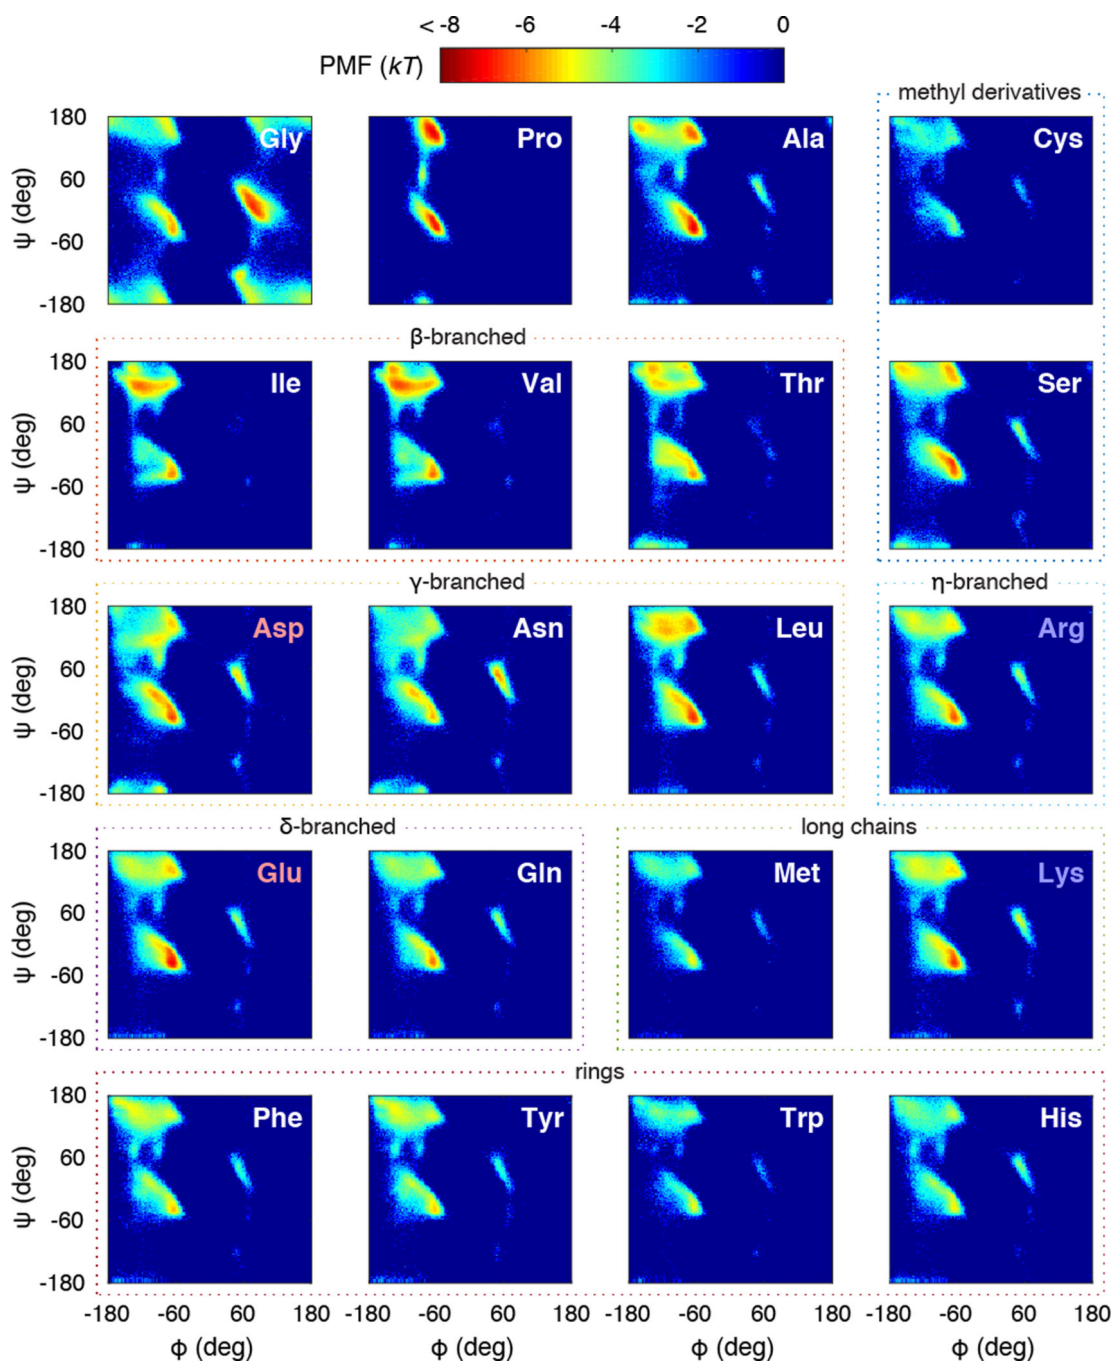 < -8 -6 -4 -2 0
PMF (kT)
methyl derivatives
180 60 -60 -180
ψ (deg)
Gly Pro Ala Cys
β-branched
180 60 -60 -180
ψ (deg)
Ile Val Thr Ser
γ-branched η-branched
180 60 -60 -180
ψ (deg)
Asp Asn Leu Arg
δ-branched long chains
180 60 -60 -180
ψ (deg)
Glu Gln Met Lys
rings
180 60 -60 -180
ψ (deg)
Phe Tyr Trp His
-180 -60 60 180 -180 -60 60 180 -180 -60 60 180 -180 -60 60 180
ϕ (deg) ϕ (deg) ϕ (deg) ϕ (deg)